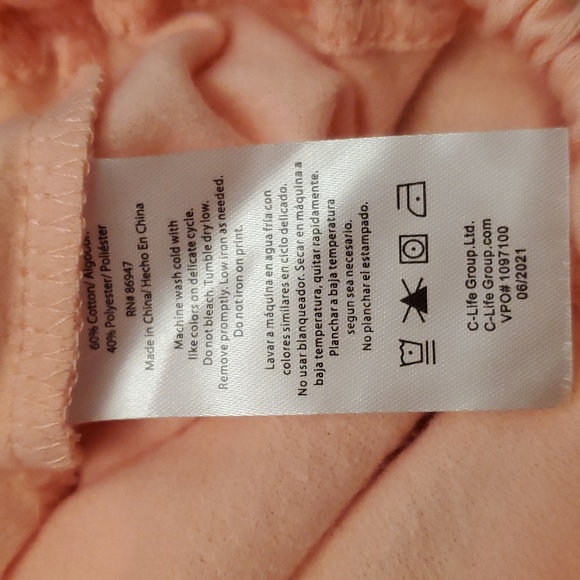 60% Cotton/ Algodón
40% Polyester/ Poliéster
RN# 86947
Made in China/ Hecho En China
Machine wash cold with
like colors on delicate cycle.
Do not bleach. Tumble dry low.
Remove promptly. Low iron as needed.
Do not iron on print.
Lavar a máquina en agua fría con
colores similares en ciclo delicado.
No usar blanqueador. Secar en máquina a
baja temperatura, quitar rapidamente.
Planchar a baja temperatura
segun sea necesario.
No planchar el estampado.
C-Life Group.Ltd.
C-Life Group.com
VPO# 1097100
06/2021